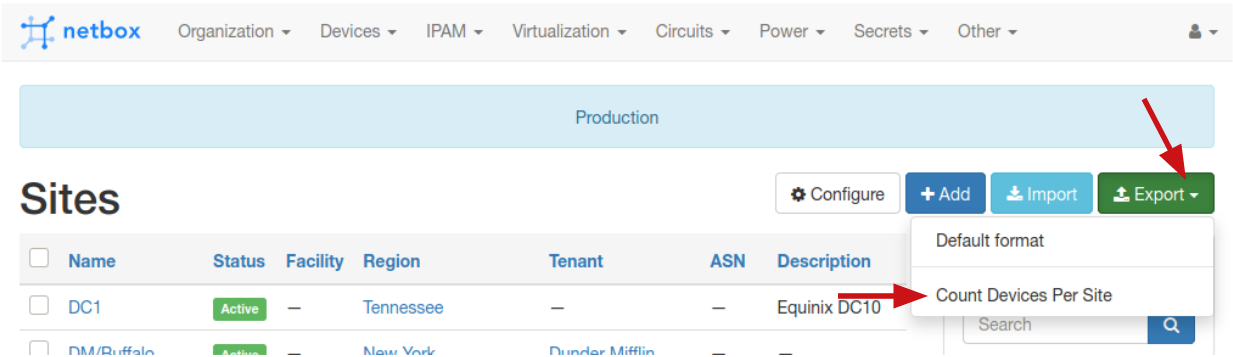 netbox Organization Devices IPAM Virtualization Circuits Power Secrets Other
Production
Sites
Configure Add Import Export
Default format
Count Devices Per Site
Name Status Facility Region Tenant ASN Description
DC1 Active — Tennessee — — Equinix DC10
Search
DM/Buffalo Active — New York Dunder Mifflin — —